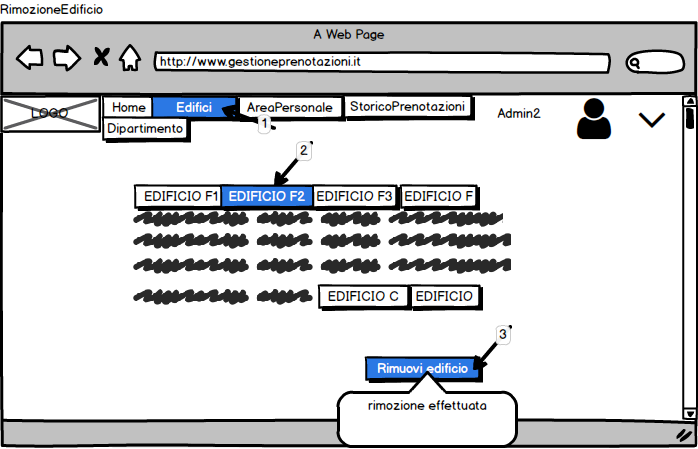 RimozioneEdificio
A Web Page
http://www.gestioneprenotazioni.it
LOGO
Home
Edifici
AreaPersonale
StoricoPrenotazioni
Admin2
1
Dipartimento
2
EDIFICIO F1
EDIFICIO F2
EDIFICIO F3
EDIFICIO F
EDIFICIO C
EDIFICIO
3
Rimuovi edificio
rimozione effettuata